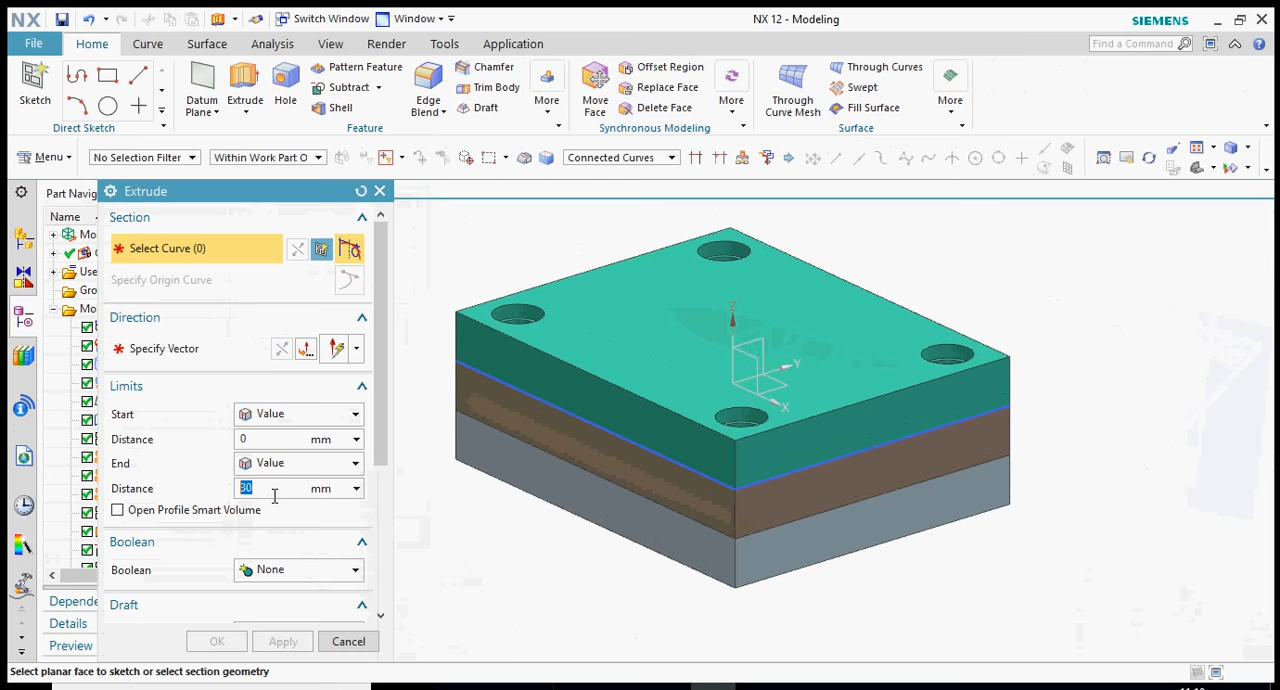 NX
Switch Window
Window
NX 12 - Modeling
SIEMENS
File
Home
Curve
Surface
Analysis
View
Render
Tools
Application
Find a Command
Sketch
Direct Sketch
Datum
Plane
Extrude
Hole
Pattern Feature
Subtract
Shell
Edge
Blend
Chamfer
Trim Body
Draft
More
Feature
Move
Face
Offset Region
Replace Face
Delete Face
More
Synchronous Modeling
Through
Curve Mesh
Through Curves
Swept
Fill Surface
More
Surface
Menu
No Selection Filter
Within Work Part O
Connected Curves
Part Navig
Name
Mo
Use
Gro
Mo
Depende
Details
Preview
Extrude
Section
* Select Curve (0)
Specify Origin Curve
Direction
* Specify Vector
Limits
Start
Value
Distance
0 mm
End
Value
Distance
30 mm
Open Profile Smart Volume
Boolean
Boolean
None
Draft
OK
Apply
Cancel
Z
Y
X
Select planar face to sketch or select section geometry